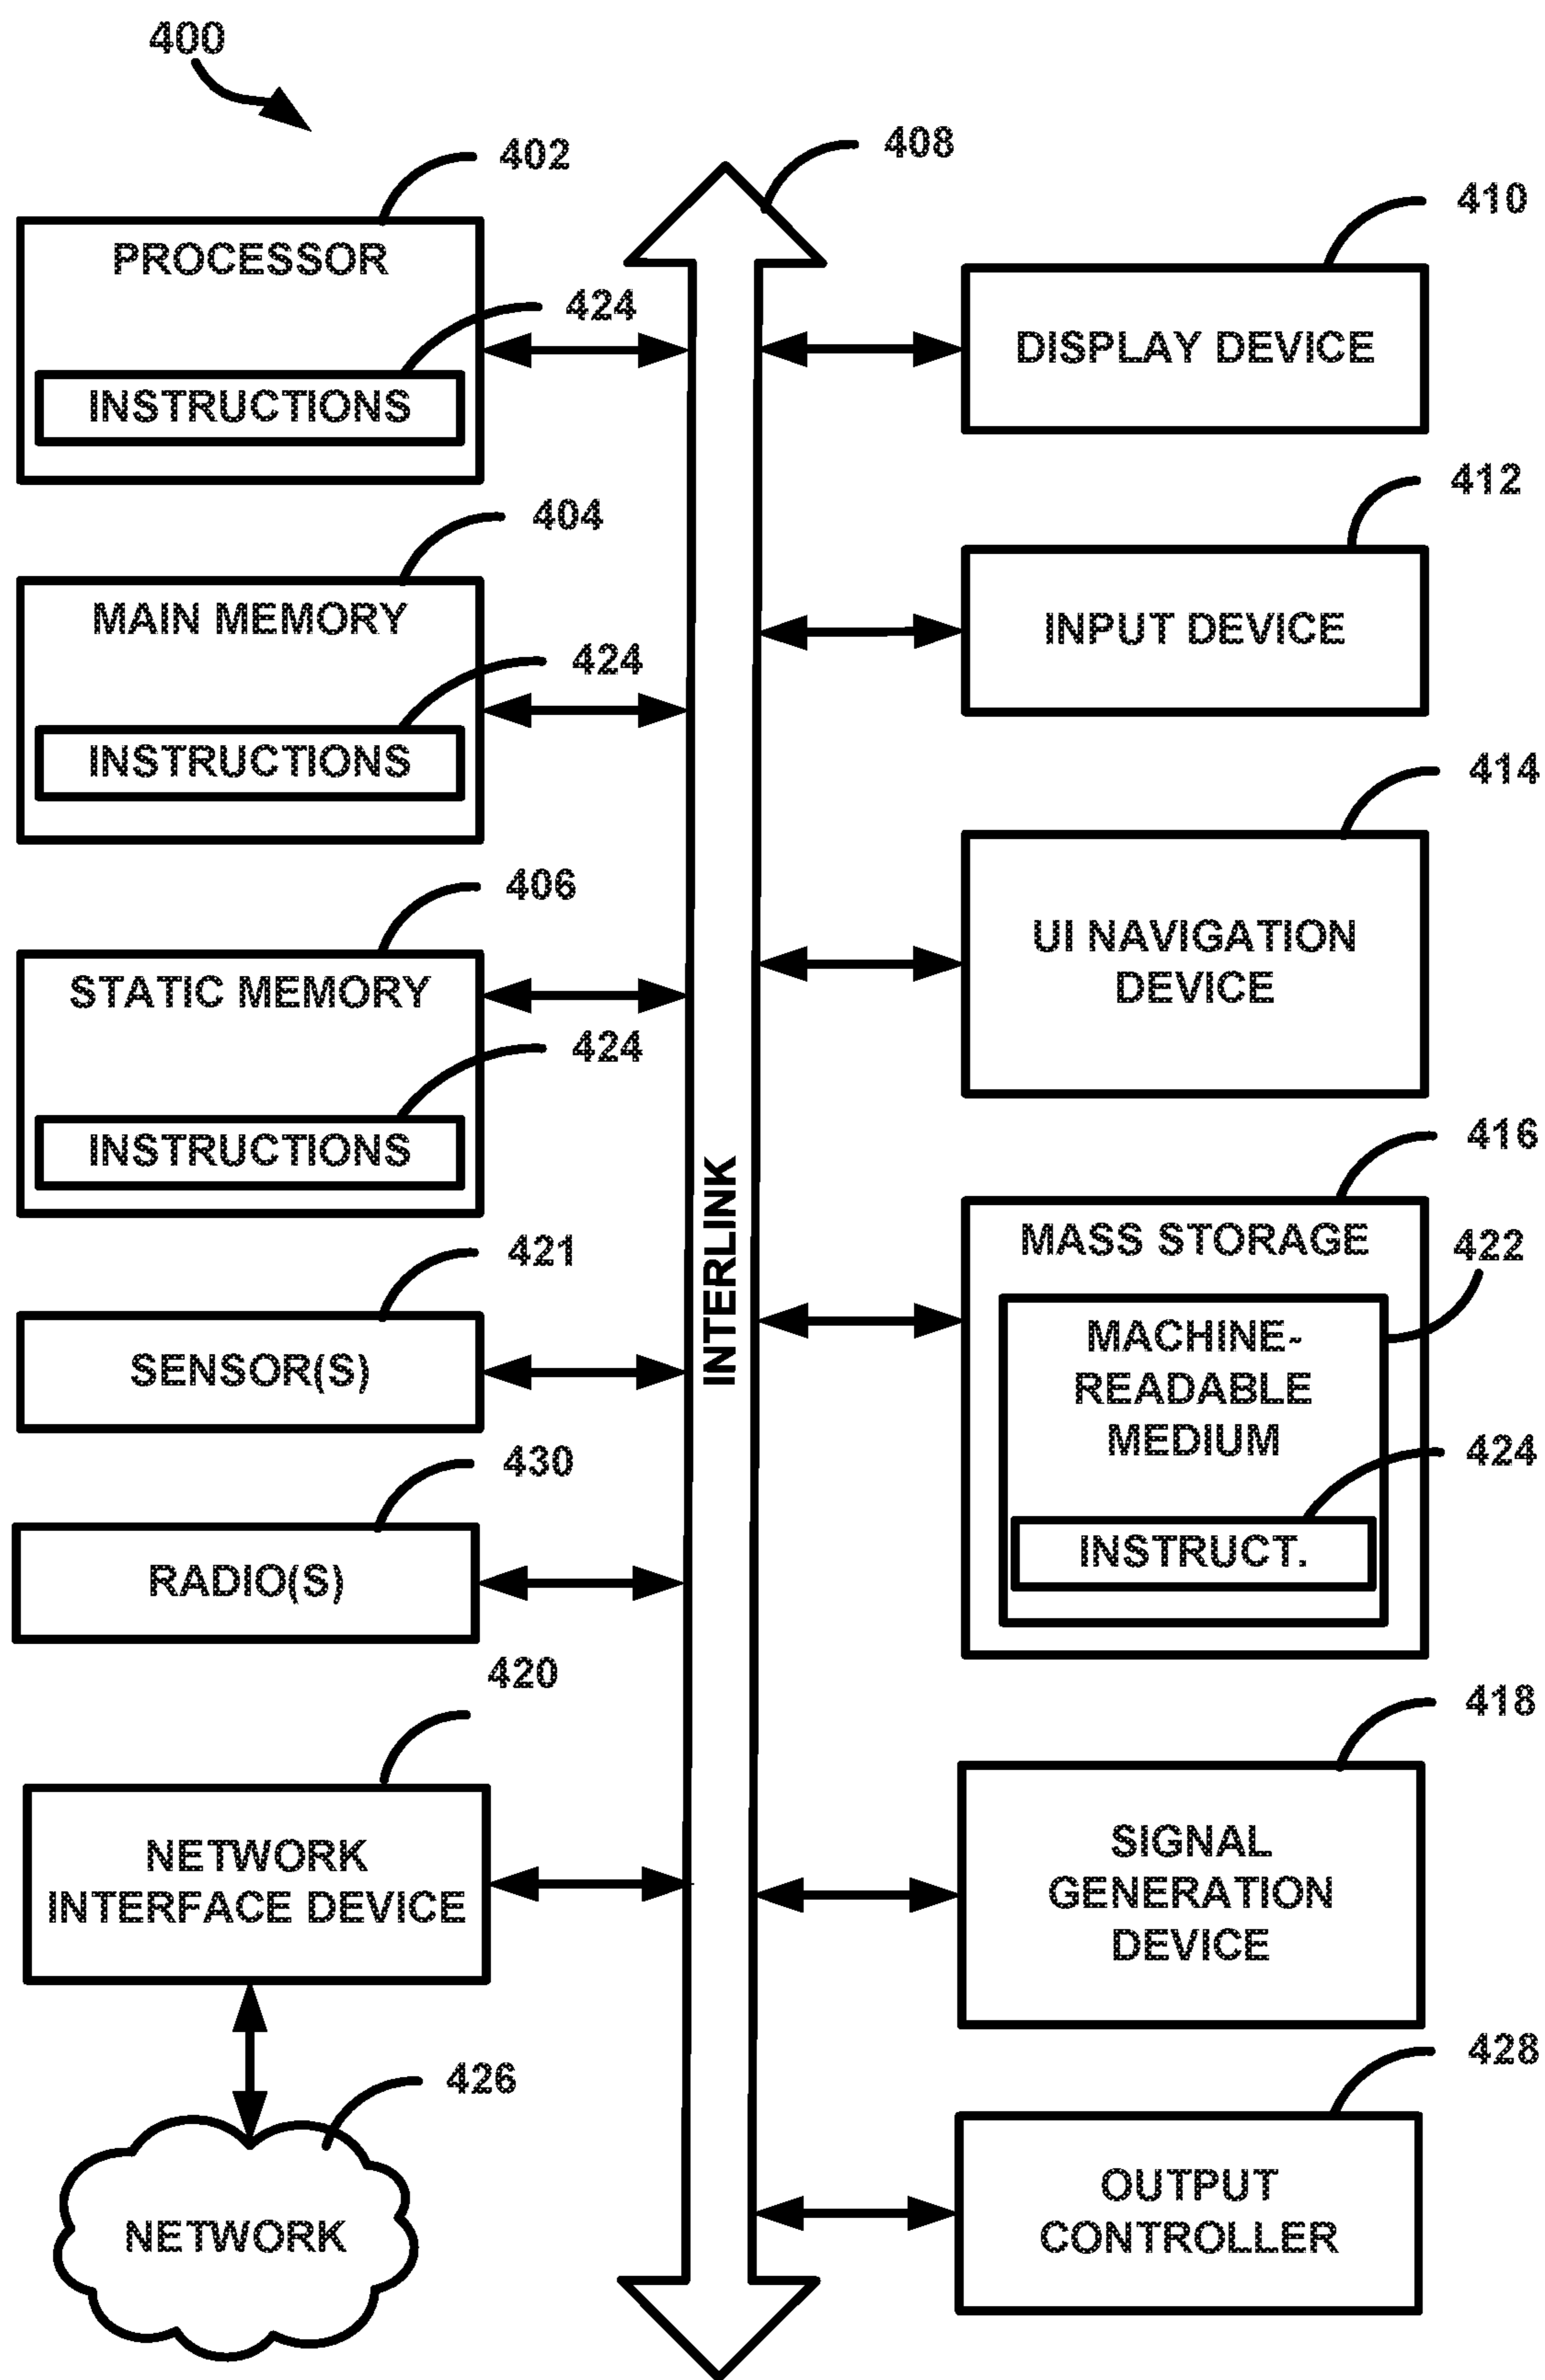 400
402
PROCESSOR
424
INSTRUCTIONS
404
MAIN MEMORY
424
INSTRUCTIONS
406
STATIC MEMORY
424
INSTRUCTIONS
421
SENSOR(S)
430
RADIO(S)
420
NETWORK
INTERFACE DEVICE
426
NETWORK
408
INTERLINK
410
DISPLAY DEVICE
412
INPUT DEVICE
414
UI NAVIGATION
DEVICE
416
MASS STORAGE
422
MACHINE-
READABLE
MEDIUM
424
INSTRUCT.
418
SIGNAL
GENERATION
DEVICE
428
OUTPUT
CONTROLLER